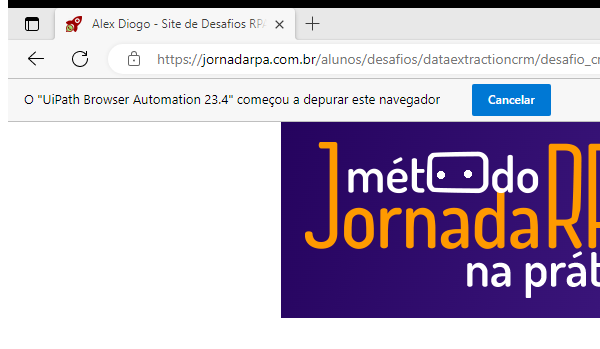 Alex Diogo - Site de Desafios RPA
https://jornadarpa.com.br/alunos/desafios/dataextractioncrm/desafio_c
O "UiPath Browser Automation 23.4" começou a depurar este navegador
Cancelar
método
JornadaRP
na prát